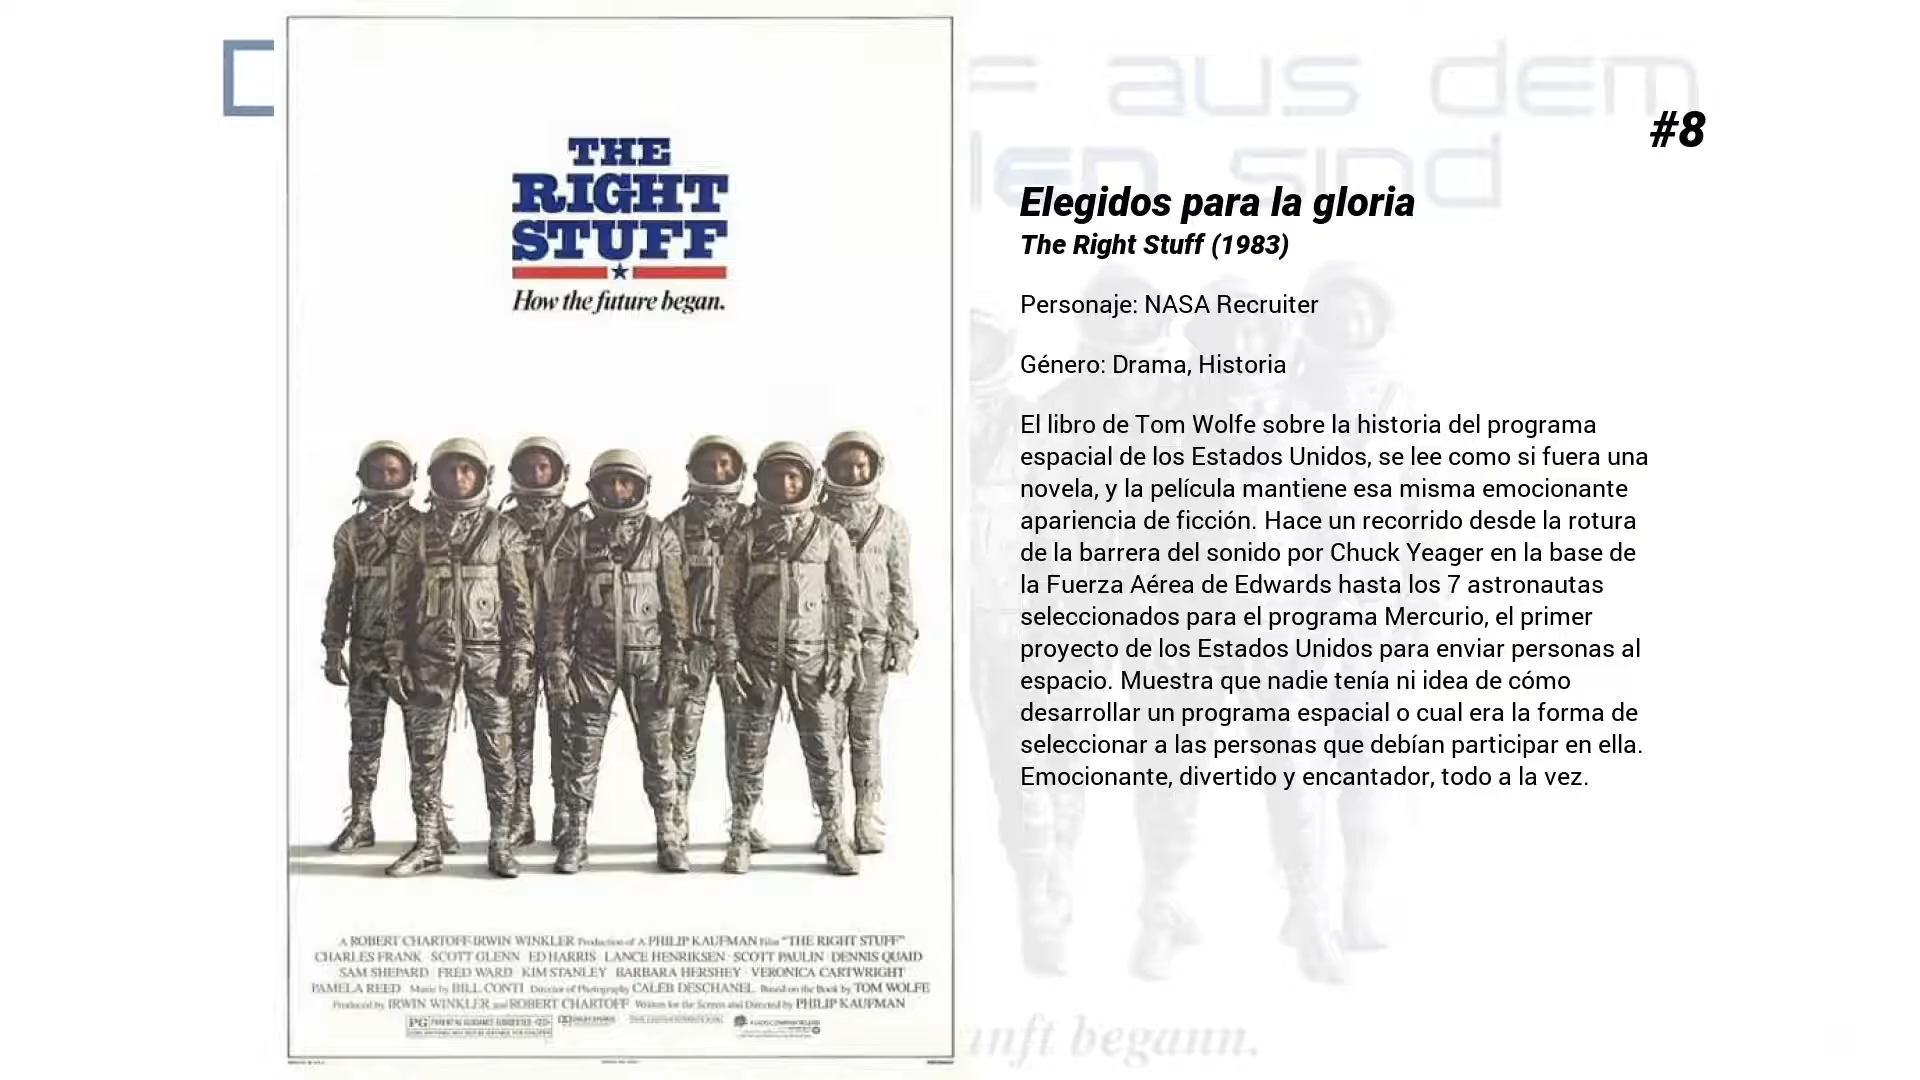 THE
RIGHT
STUFF
How the future began.
A ROBERT CHARTOFF-IRWIN WINKLER Production of A PHILIP KAUFMAN Film "THE RIGHT STUFF"
CHARLES FRANK SCOTT GLENN ED HARRIS LANCE HENRIKSEN SCOTT PAULIN DENNIS QUAID
SAM SHEPARD FRED WARD KIM STANLEY BARBARA HERSHEY VERONICA CARTWRIGHT
PAMELA REED Music by BILL CONTI Director of Photography CALEB DESCHANEL Based on the Book by TOM WOLFE
Produced by IRWIN WINKLER and ROBERT CHARTOFF Written for the Screen and Directed by PHILIP KAUFMAN
PG PARENTAL GUIDANCE SUGGESTED
aus dem
sind
#8
Elegidos para la gloria
The Right Stuff (1983)
Personaje: NASA Recruiter
Género: Drama, Historia
El libro de Tom Wolfe sobre la historia del programa
espacial de los Estados Unidos, se lee como si fuera una
novela, y la película mantiene esa misma emocionante
apariencia de ficción. Hace un recorrido desde la rotura
de la barrera del sonido por Chuck Yeager en la base de
la Fuerza Aérea de Edwards hasta los 7 astronautas
seleccionados para el programa Mercurio, el primer
proyecto de los Estados Unidos para enviar personas al
espacio. Muestra que nadie tenía ni idea de cómo
desarrollar un programa espacial o cual era la forma de
seleccionar a las personas que debían participar en ella.
Emocionante, divertido y encantador, todo a la vez.
begann.